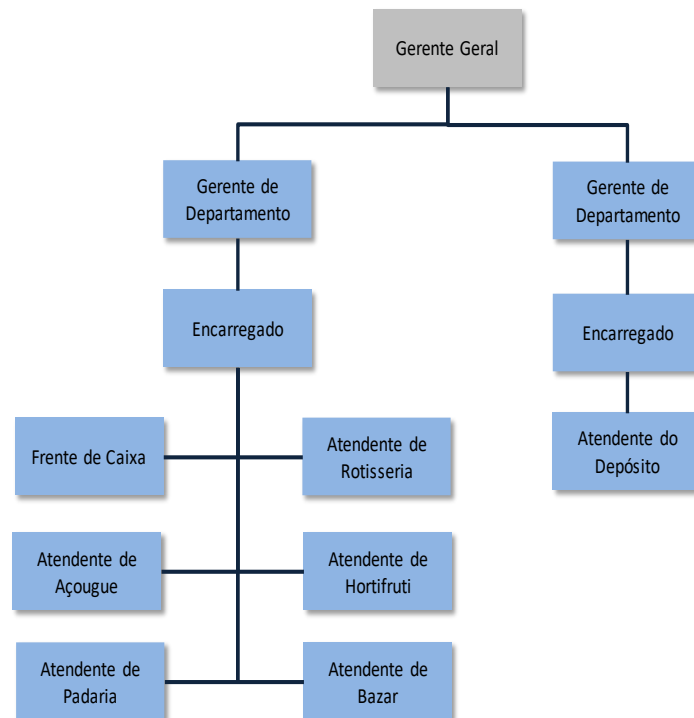 Gerente Geral
Gerente de
Departamento
Gerente de
Departamento
Encarregado
Encarregado
Frente de Caixa
Atendente de
Rotisseria
Atendente do
Depósito
Atendente de
Açougue
Atendente de
Hortifruti
Atendente de
Padaria
Atendente de
Bazar